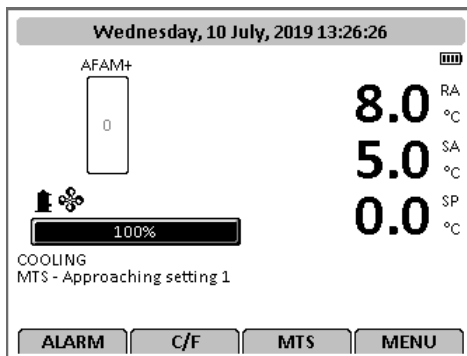 Wednesday, 10 July, 2019 13:26:26
AFAM+
0
8.0 RA °C
5.0 SA °C
0.0 SP °C
100%
COOLING
MTS - Approaching setting 1
ALARM C/F MTS MENU